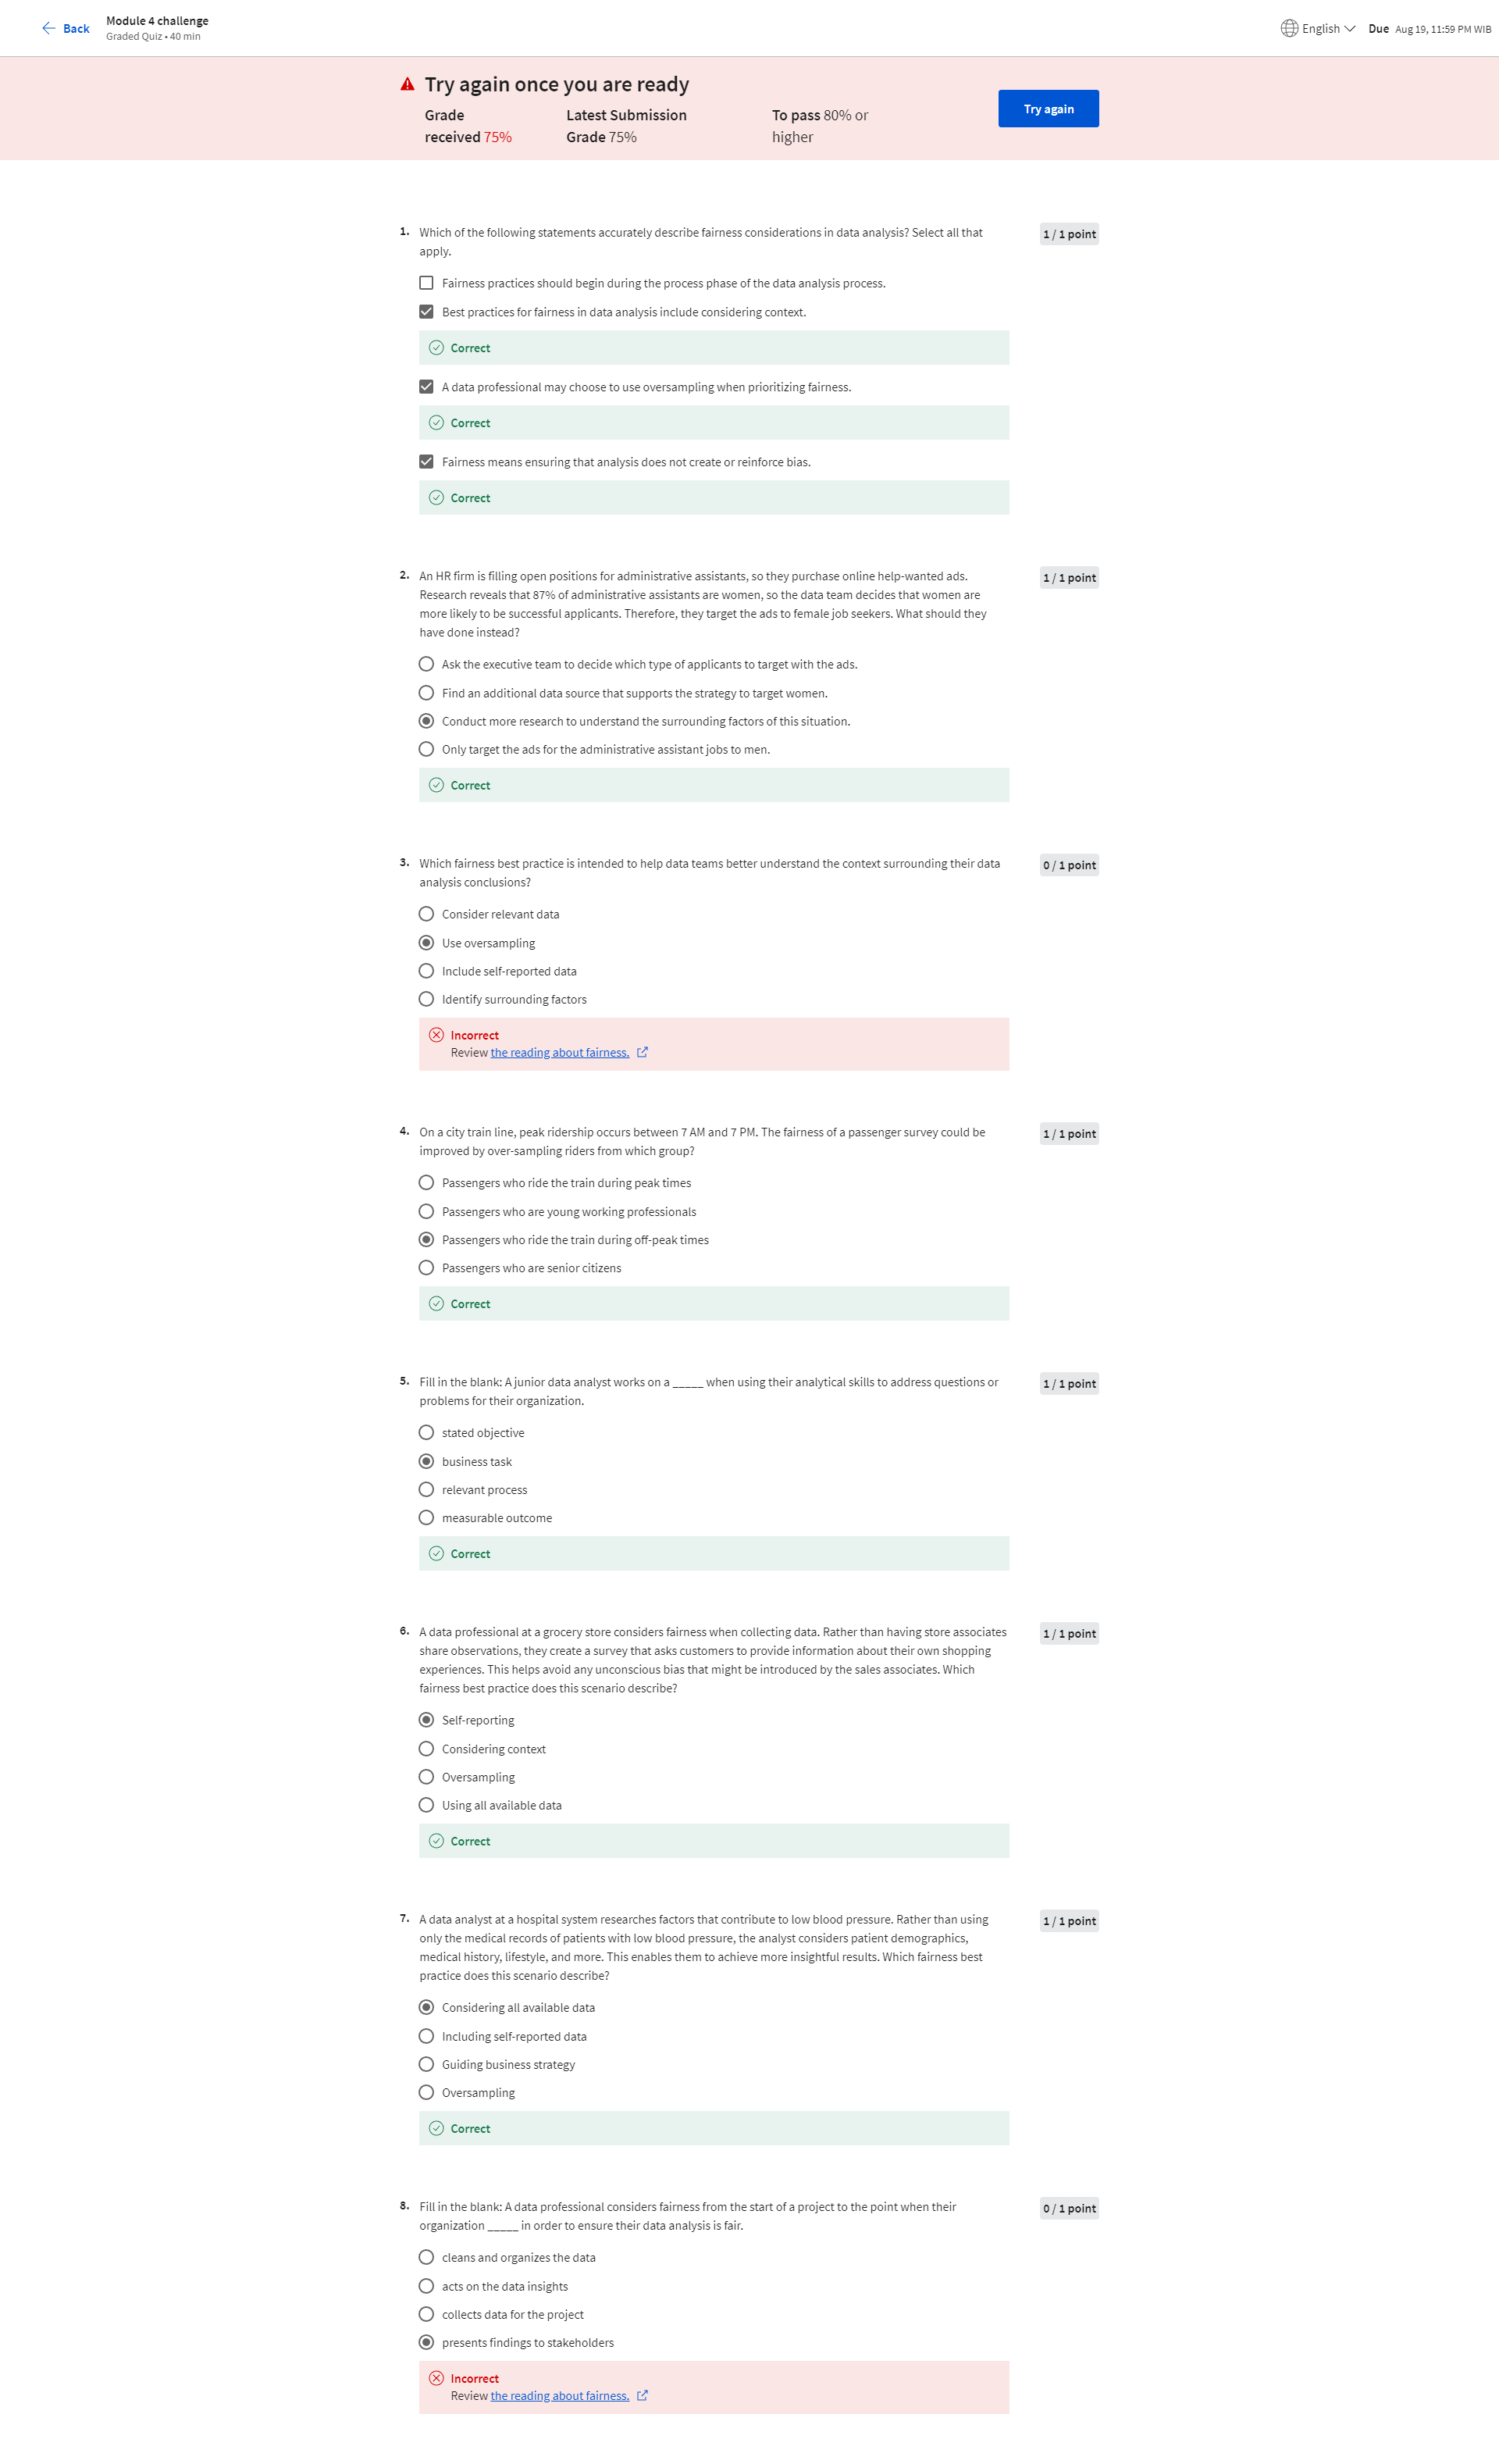 Back
Module 4 challenge
Graded Quiz • 40 min
English
Due Aug 19, 11:59 PM WIB
Try again once you are ready
Grade
received 75%
Latest Submission
Grade 75%
To pass 80% or
higher
Try again
1. Which of the following statements accurately describe fairness considerations in data analysis? Select all that
apply.
1 / 1 point
Fairness practices should begin during the process phase of the data analysis process.
Best practices for fairness in data analysis include considering context.
Correct
A data professional may choose to use oversampling when prioritizing fairness.
Correct
Fairness means ensuring that analysis does not create or reinforce bias.
Correct
2. An HR firm is filling open positions for administrative assistants, so they purchase online help-wanted ads.
Research reveals that 87% of administrative assistants are women, so the data team decides that women are
more likely to be successful applicants. Therefore, they target the ads to female job seekers. What should they
have done instead?
1 / 1 point
Ask the executive team to decide which type of applicants to target with the ads.
Find an additional data source that supports the strategy to target women.
Conduct more research to understand the surrounding factors of this situation.
Only target the ads for the administrative assistant jobs to men.
Correct
3. Which fairness best practice is intended to help data teams better understand the context surrounding their data
analysis conclusions?
0 / 1 point
Consider relevant data
Use oversampling
Include self-reported data
Identify surrounding factors
Incorrect
Review the reading about fairness.
4. On a city train line, peak ridership occurs between 7 AM and 7 PM. The fairness of a passenger survey could be
improved by over-sampling riders from which group?
1 / 1 point
Passengers who ride the train during peak times
Passengers who are young working professionals
Passengers who ride the train during off-peak times
Passengers who are senior citizens
Correct
5. Fill in the blank: A junior data analyst works on a _____ when using their analytical skills to address questions or
problems for their organization.
1 / 1 point
stated objective
business task
relevant process
measurable outcome
Correct
6. A data professional at a grocery store considers fairness when collecting data. Rather than having store associates
share observations, they create a survey that asks customers to provide information about their own shopping
experiences. This helps avoid any unconscious bias that might be introduced by the sales associates. Which
fairness best practice does this scenario describe?
1 / 1 point
Self-reporting
Considering context
Oversampling
Using all available data
Correct
7. A data analyst at a hospital system researches factors that contribute to low blood pressure. Rather than using
only the medical records of patients with low blood pressure, the analyst considers patient demographics,
medical history, lifestyle, and more. This enables them to achieve more insightful results. Which fairness best
practice does this scenario describe?
1 / 1 point
Considering all available data
Including self-reported data
Guiding business strategy
Oversampling
Correct
8. Fill in the blank: A data professional considers fairness from the start of a project to the point when their
organization _____ in order to ensure their data analysis is fair.
0 / 1 point
cleans and organizes the data
acts on the data insights
collects data for the project
presents findings to stakeholders
Incorrect
Review the reading about fairness.